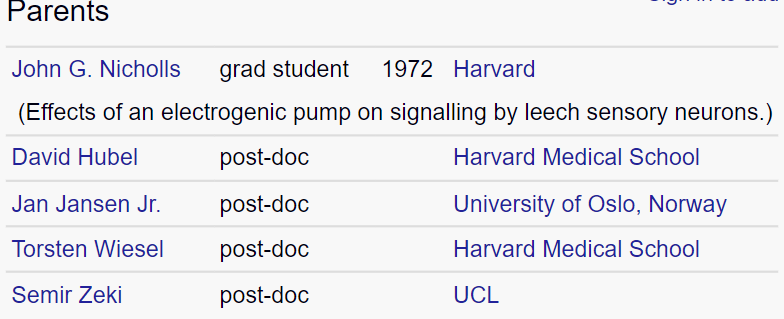 Parents
John G. Nicholls grad student 1972 Harvard
(Effects of an electrogenic pump on signalling by leech sensory neurons.)
David Hubel post-doc Harvard Medical School
Jan Jansen Jr. post-doc University of Oslo, Norway
Torsten Wiesel post-doc Harvard Medical School
Semir Zeki post-doc UCL